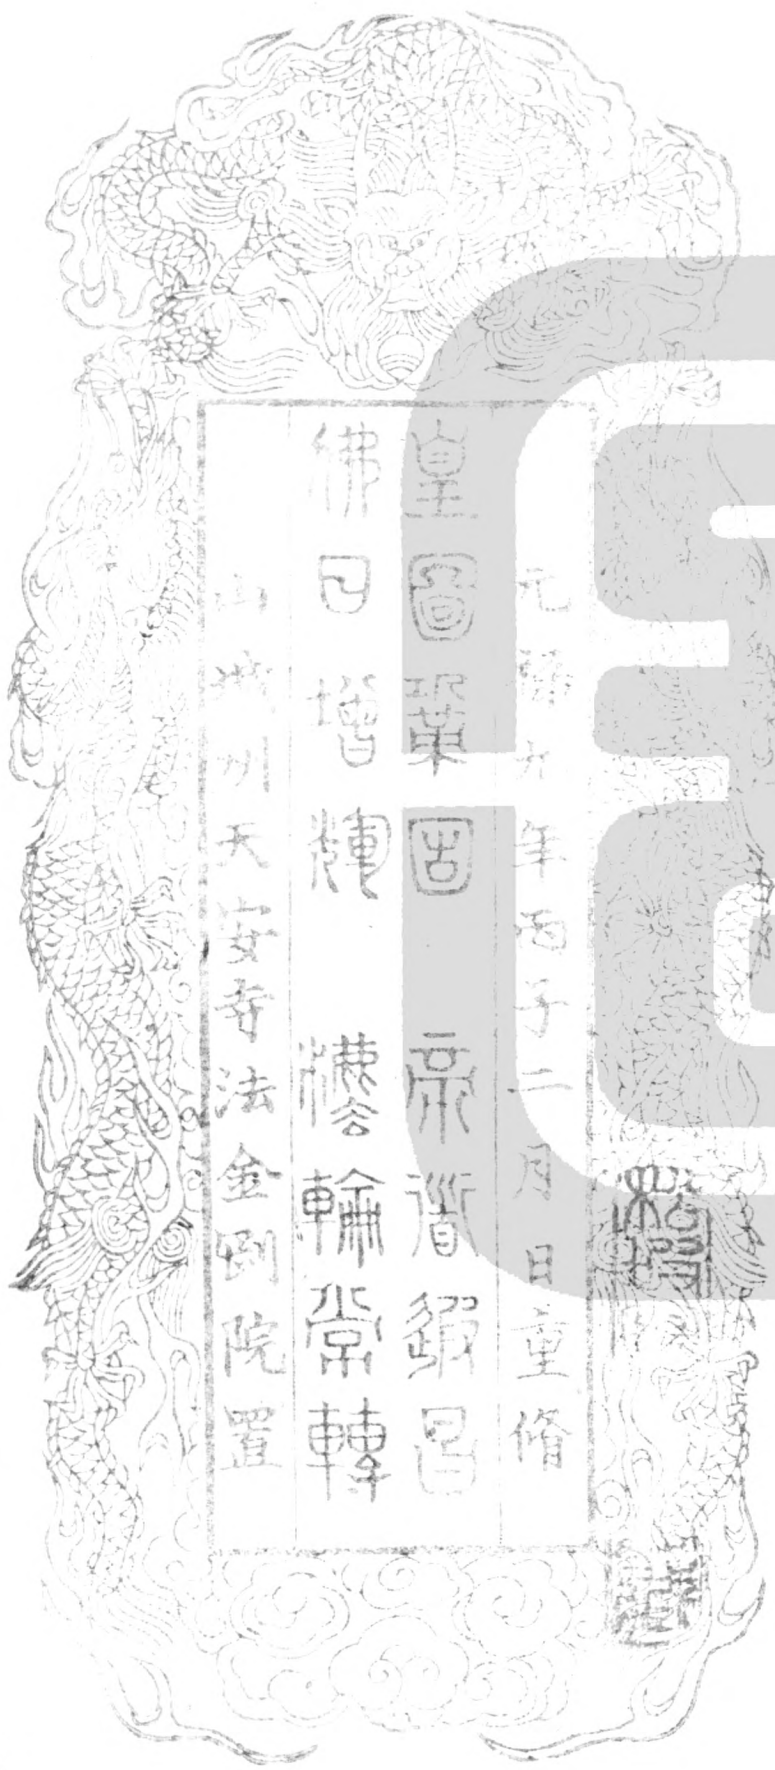 元祿九年丙子二月日重脩
皇圖鞏固 帝道遐昌
佛日增輝 法輪常轉
山城州天安寺法金剛院置